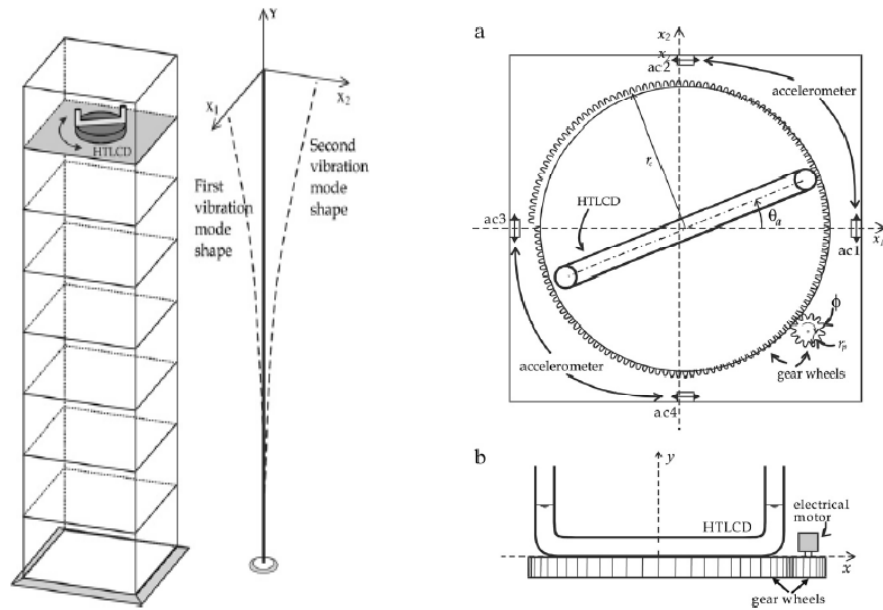 Y
X₁
X₂
HTLCD
First
vibration
mode
shape
Second
vibration
mode
shape
a
x₂
ac2
accelerometer
HTLCD
θₐ
ac3
ac1
x₁
ϕ
rₚ
gear wheels
accelerometer
ac4
b
y
HTLCD
electrical
motor
x
gear wheels